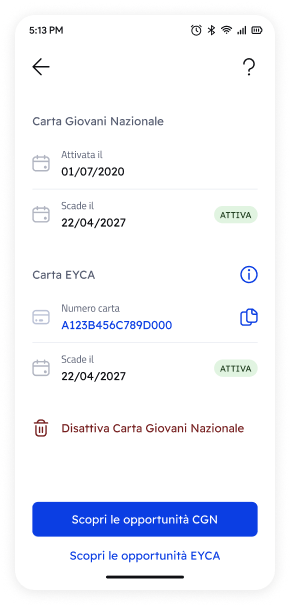 5:13 PM
Carta Giovani Nazionale
Attivata il
01/07/2020
Scade il
22/04/2027
ATTIVA
Carta EYCA
Numero carta
A123B456C789D000
Scade il
22/04/2027
ATTIVA
Disattiva Carta Giovani Nazionale
Scopri le opportunità CGN
Scopri le opportunità EYCA